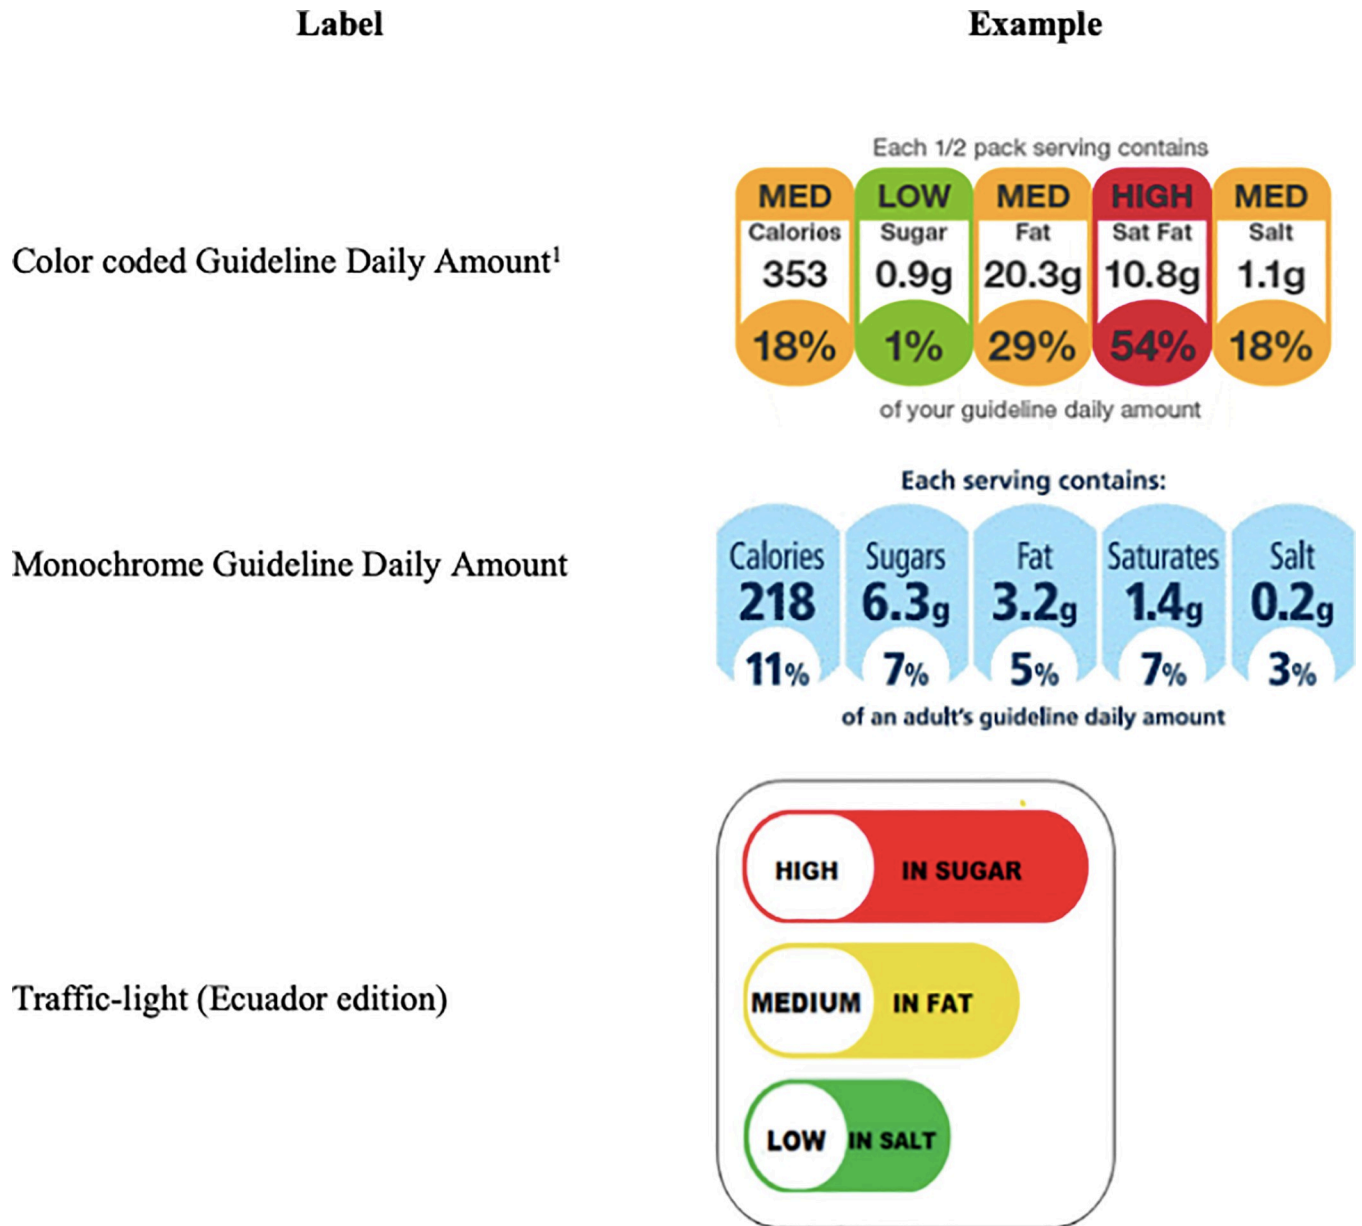 Label Example
Each 1/2 pack serving contains
MED LOW MED HIGH MED
Calories Sugar Fat Sat Fat Salt
Color coded Guideline Daily Amount¹ 353 0.9g 20.3g 10.8g 1.1g
18% 1% 29% 54% 18%
of your guideline daily amount
Each serving contains:
Monochrome Guideline Daily Amount Calories Sugars Fat Saturates Salt
218 6.3g 3.2g 1.4g 0.2g
11% 7% 5% 7% 3%
of an adult's guideline daily amount
HIGH IN SUGAR
Traffic-light (Ecuador edition) MEDIUM IN FAT
LOW IN SALT